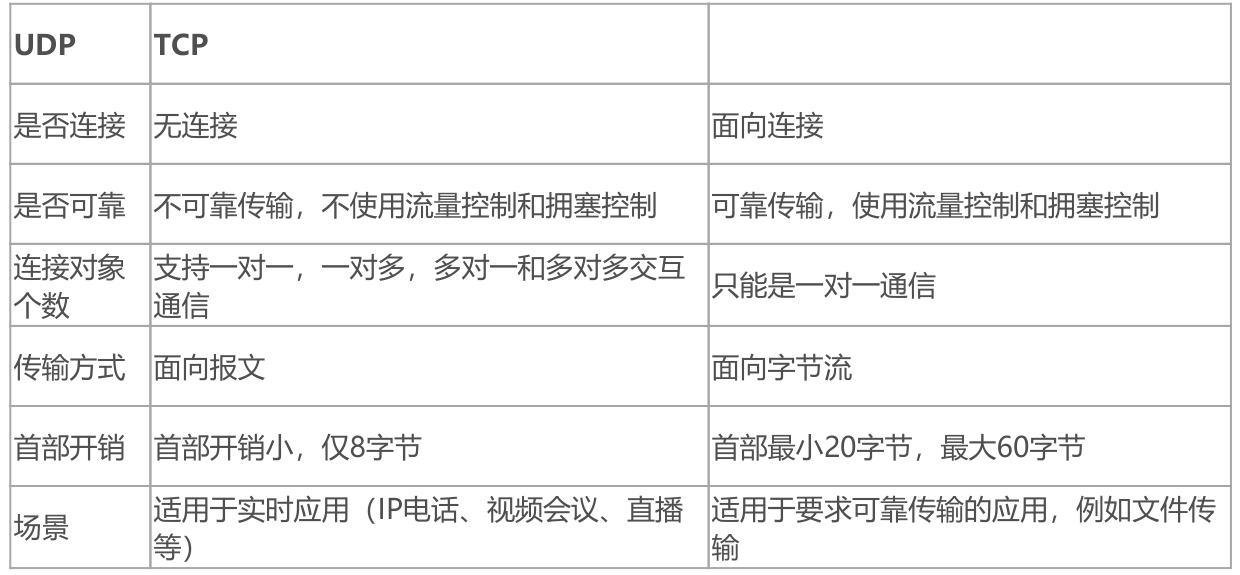 UDP TCP
是否连接 无连接 面向连接
是否可靠 不可靠传输，不使用流量控制和拥塞控制 可靠传输，使用流量控制和拥塞控制
连接对象
个数
支持一对一，一对多，多对一和多对多交互
通信
只能是一对一通信
传输方式 面向报文 面向字节流
首部开销 首部开销小，仅8字节 首部最小20字节，最大60字节
场景
适用于实时应用（IP电话、视频会议、直播
等）
适用于要求可靠传输的应用，例如文件传
输